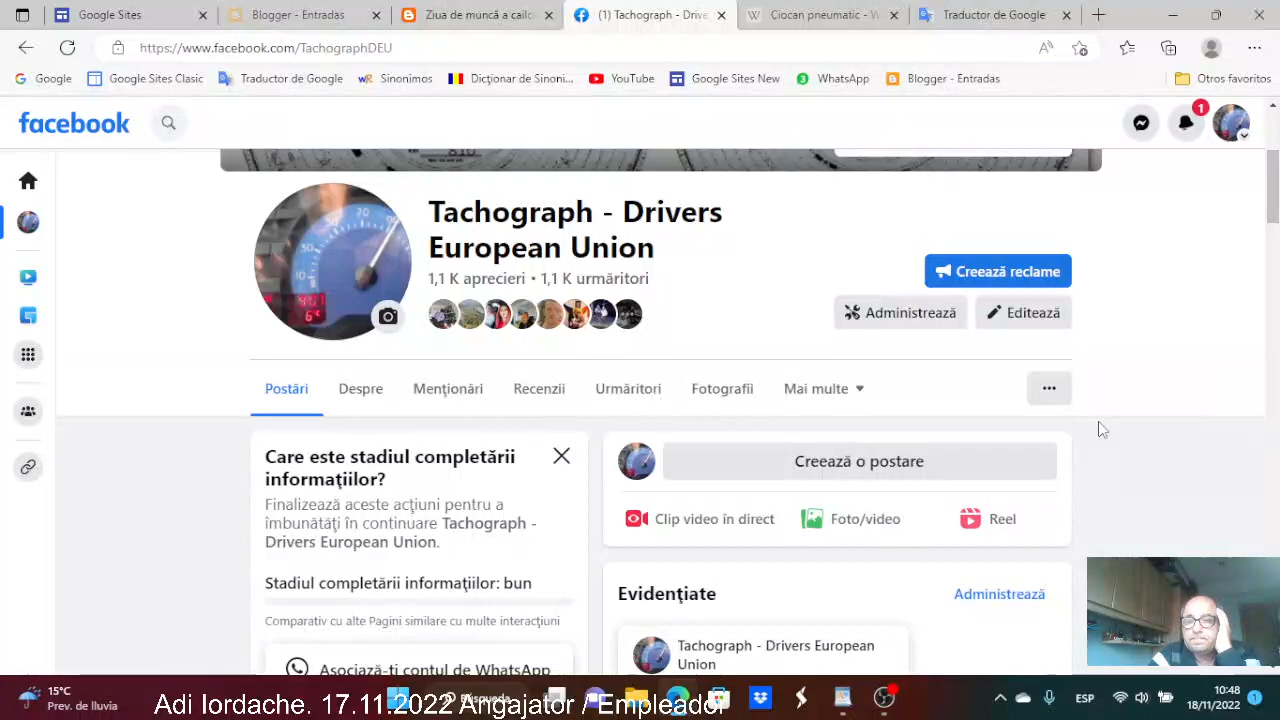 Google Sites
Blogger - Entradas
Ziua de muncă a călc
(1) Tachograph - Drive
Ciocan pneumatic - W
Traductor de Google
https://www.facebook.com/TachographDEU
Google
Google Sites Clasic
Traductor de Google
Sinonimos
Dicționar de Sinoni...
YouTube
Google Sites New
WhatsApp
Blogger - Entradas
Otros favoritos
facebook
1
Tachograph - Drivers
European Union
1,1 K aprecieri • 1,1 K urmăritori
Creează reclame
Administrează
Editează
Postări
Despre
Menționări
Recenzii
Urmăritori
Fotografii
Mai multe
Care este stadiul completării
informațiilor?
Finalizează aceste acțiuni pentru a
îmbunătăți în continuare Tachograph -
Drivers European Union.
Stadiul completării informațiilor: bun
Comparativ cu alte Pagini similare cu multe interacțiuni
Asociază-ți contul de WhatsApp
Creează o postare
Clip video în direct
Foto/video
Reel
Evidențiate
Administrează
Tachograph - Drivers European
Union
15°C
Prev. de lluvia
Búsqueda
Adi Iordache. 17.11.2022 Angajator / Empleador
ESP
10:48
18/11/2022
1